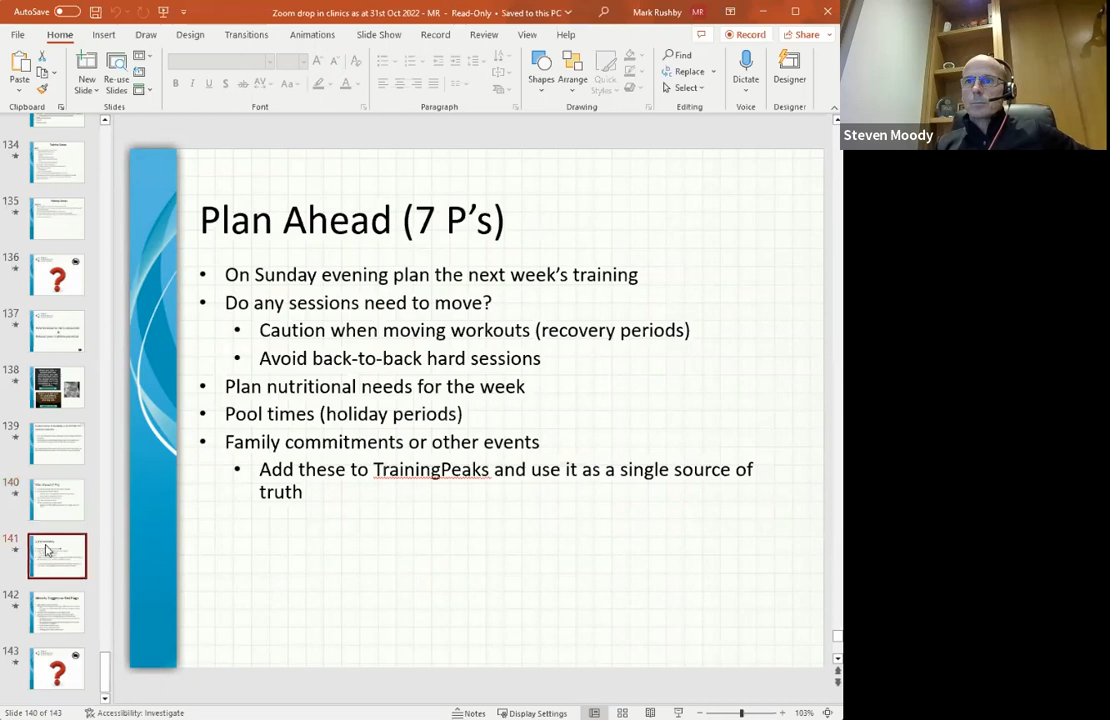 AutoSave Off
Zoom drop in clinics as at 31st Oct 2022 - MR - Read-Only • Saved to this PC
Mark Rushby MR
File Home Insert Draw Design Transitions Animations Slide Show Record Review View Help Record Share
Paste New Slide Re-use Slides B I U S ab AV Aa A Shapes Arrange Quick Styles Find Replace Select Dictate Designer
Clipboard Slides Font Paragraph Drawing Editing Voice Designer
Steven Moody
134
135
136
?
137
138
139
140
141
142
143
?
Plan Ahead (7 P’s)
• On Sunday evening plan the next week’s training
• Do any sessions need to move?
• Caution when moving workouts (recovery periods)
• Avoid back-to-back hard sessions
• Plan nutritional needs for the week
• Pool times (holiday periods)
• Family commitments or other events
• Add these to TrainingPeaks and use it as a single source of
truth
Slide 140 of 143 Accessibility: Investigate Notes Display Settings 103%